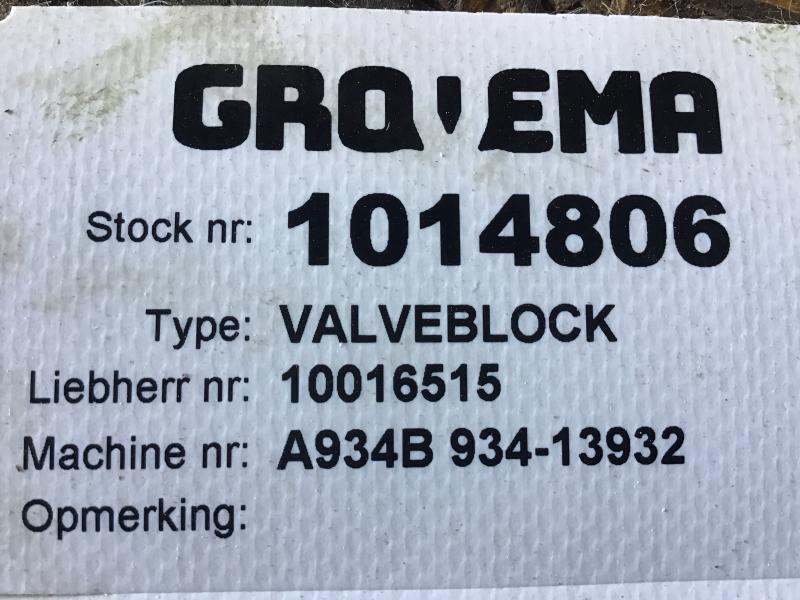 GRO'EMA
Stock nr: 1014806
Type: VALVEBLOCK
Liebherr nr: 10016515
Machine nr: A934B 934-13932
Opmerking: